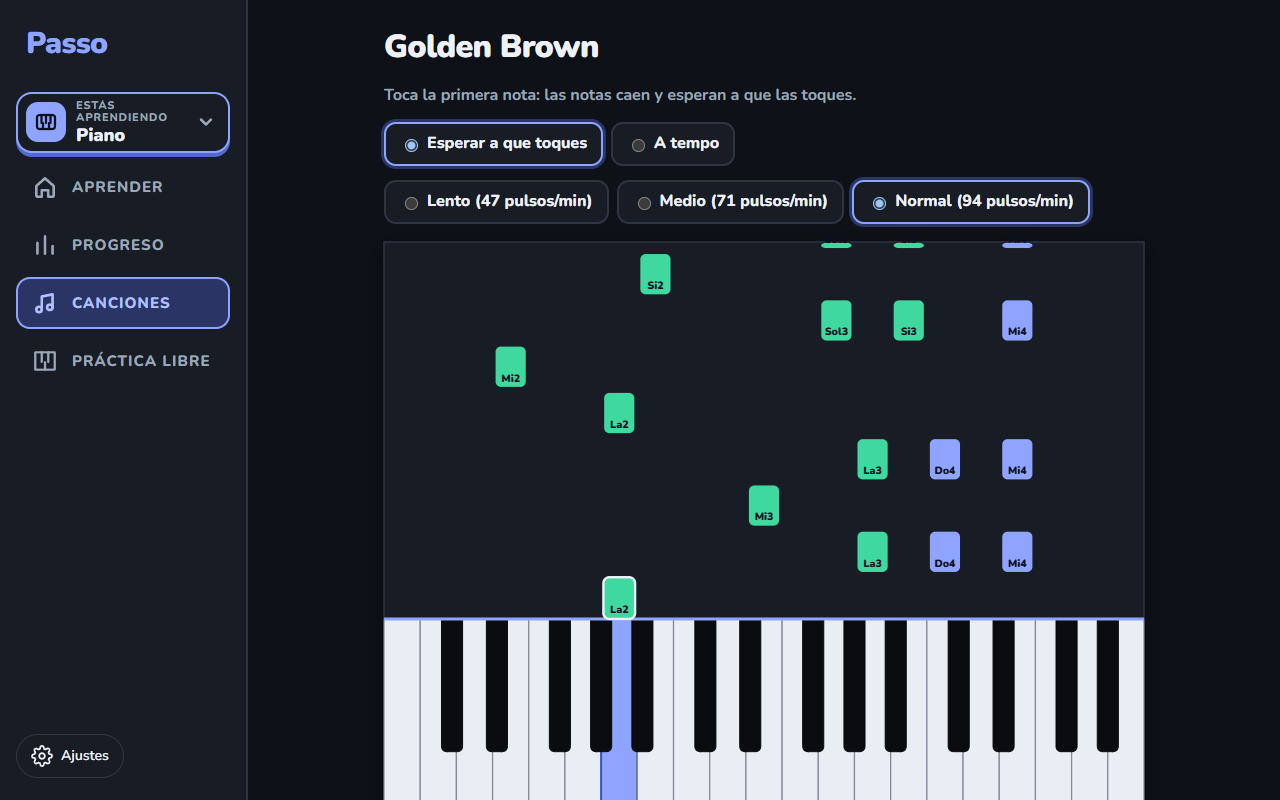 Passo
ESTÁS
APRENDIENDO
Piano
APRENDER
PROGRESO
CANCIONES
PRÁCTICA LIBRE
Ajustes
Golden Brown
Toca la primera nota: las notas caen y esperan a que las toques.
Esperar a que toques
A tempo
Lento (47 pulsos/min)
Medio (71 pulsos/min)
Normal (94 pulsos/min)
Si2
Sol3 Si3 Mi4
Mi2
La2
La3 Do4 Mi4
Mi3
La3 Do4 Mi4
La2